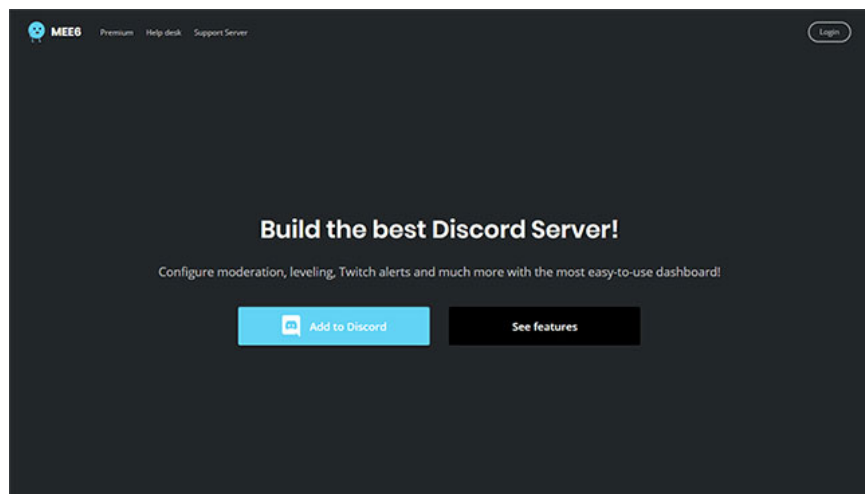 MEE6 Premium Help desk Support Server Login
Build the best Discord Server!
Configure moderation, leveling, Twitch alerts and much more with the most easy-to-use dashboard!
Add to Discord See features